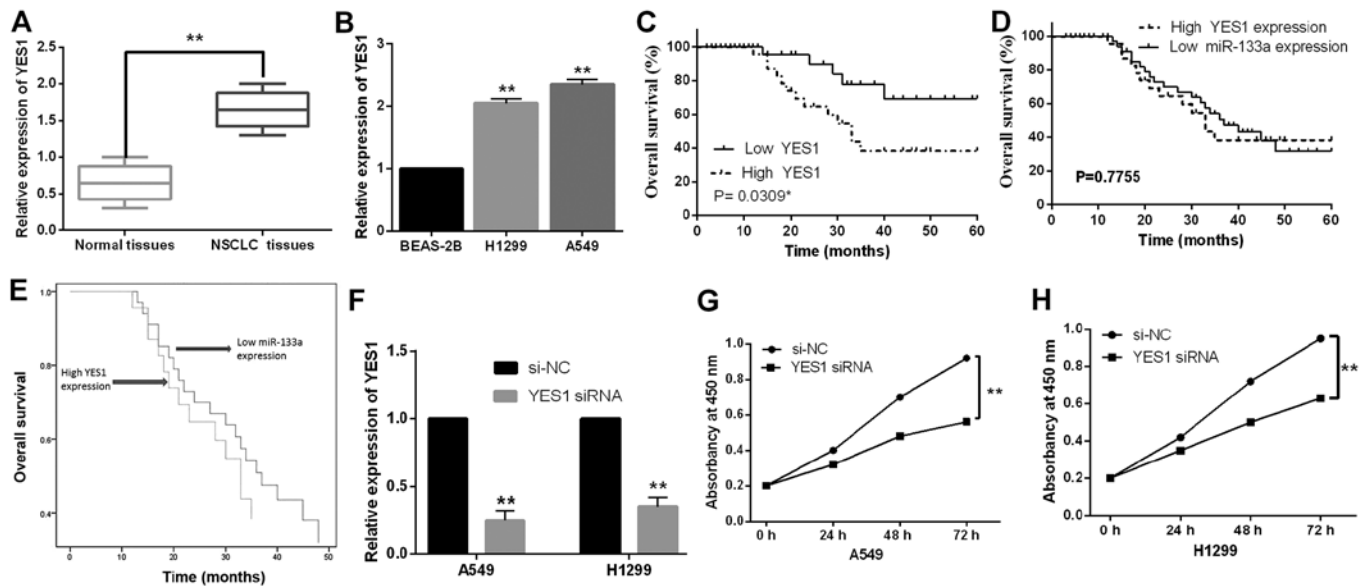 A
Relative expression of YES1
2.5
2.0
1.5
1.0
0.5
0.0
**
Normal tissues
NSCLC tissues
B
Relative expression of YES1
3
2
1
0
**
**
BEAS-2B
H1299
A549
C
Overall survival (%)
100
80
60
40
20
0
Low YES1
High YES1
P= 0.0309*
0
10
20
30
40
50
60
Time (months)
D
High YES1 expression
Low miR-133a expression
Overall survival (%)
100
80
60
40
20
0
P=0.7755
0
10
20
30
40
50
60
Time (months)
E
Overall survival
1.0
0.8
0.6
0.4
Low miR-133a
expression
High YES1
expression
0
10
20
30
40
50
Time (months)
F
Relative expression of YES1
1.5
1.0
0.5
0.0
si-NC
YES1 siRNA
**
**
A549
H1299
G
si-NC
YES1 siRNA
Absorbancy at 450 nm
1.0
0.8
0.6
0.4
0.2
0.0
**
0 h
24 h
48 h
72 h
A549
H
si-NC
YES1 siRNA
Absorbancy at 450 nm
1.0
0.8
0.6
0.4
0.2
0.0
**
0 h
24 h
48 h
72 h
H1299